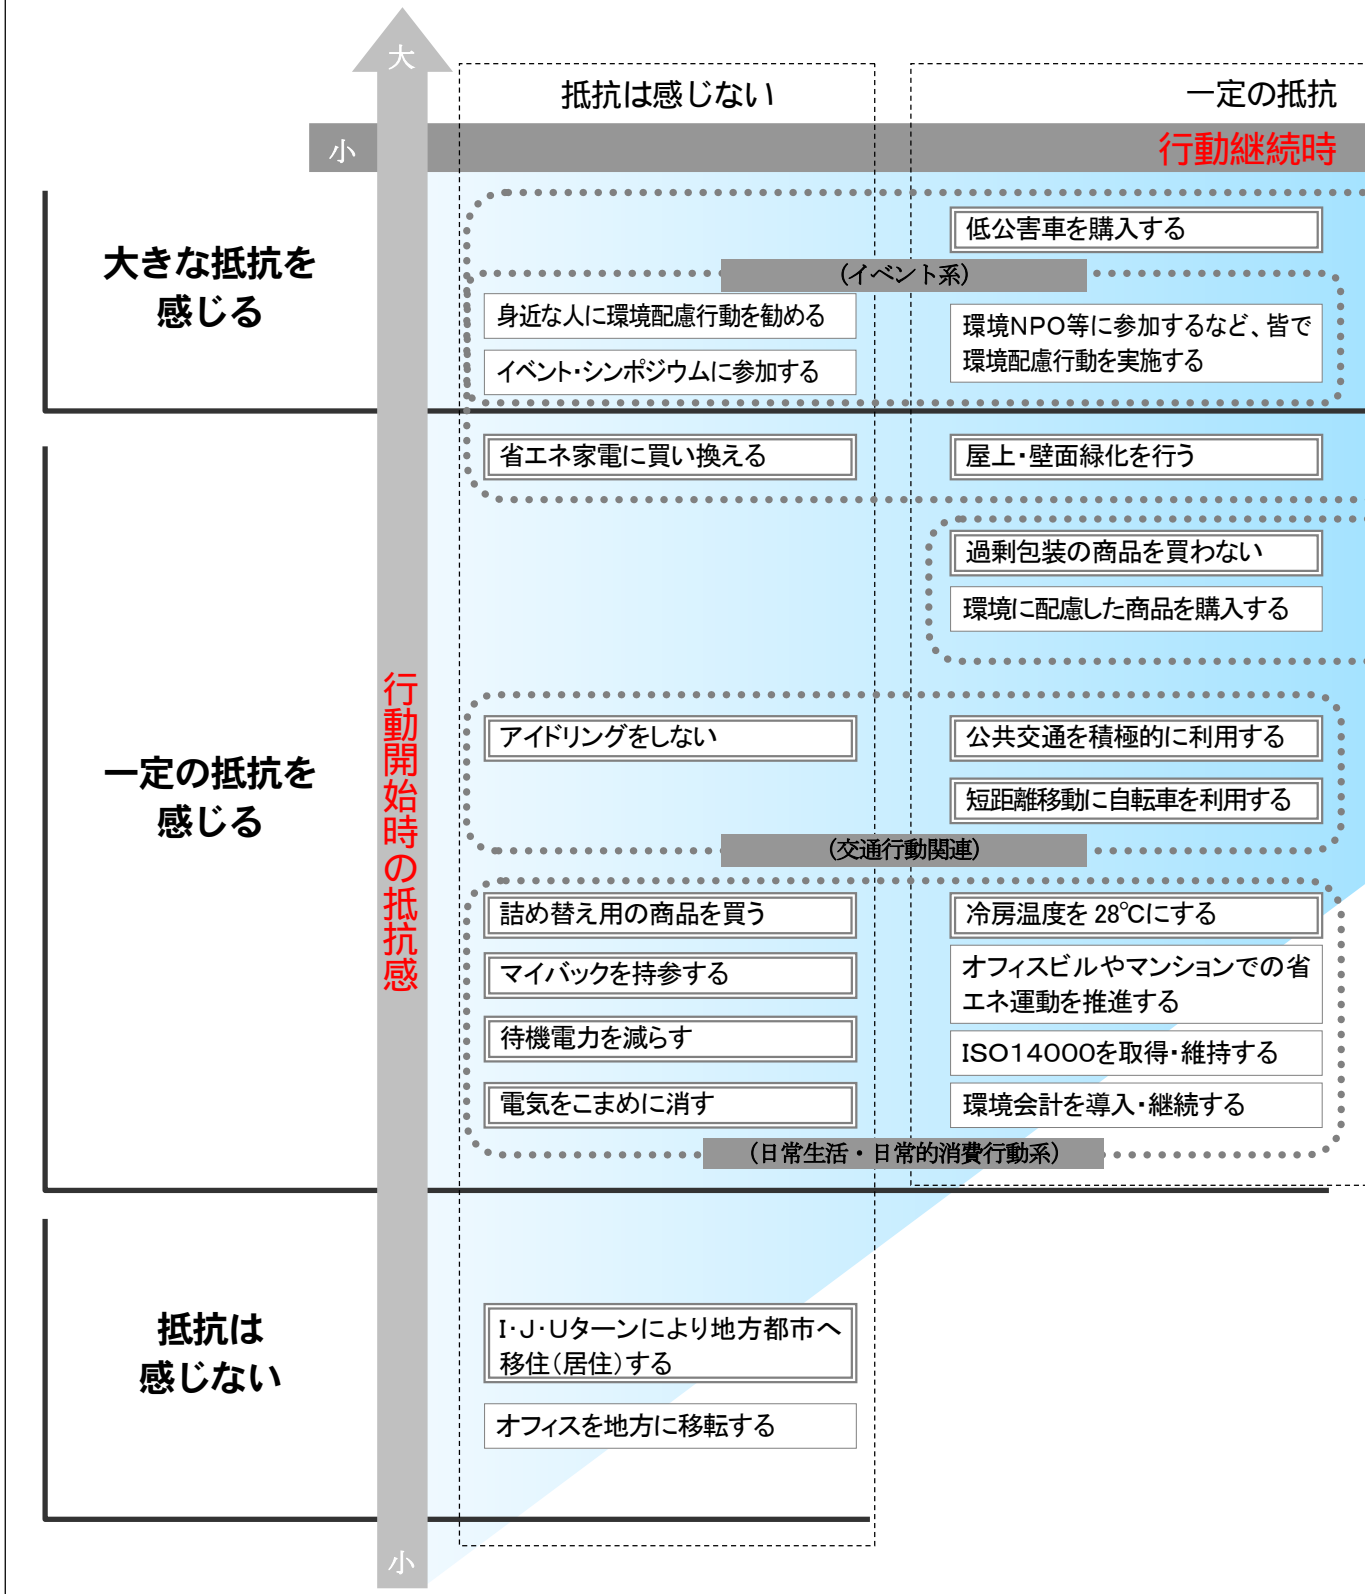 大
抵抗は感じない
一定の抵抗
小
行動継続時
大きな抵抗を
感じる
低公害車を購入する
(イベント系)
身近な人に環境配慮行動を勧める
イベント・シンポジウムに参加する
環境NPO等に参加するなど、皆で
環境配慮行動を実施する
省エネ家電に買い換える
屋上・壁面緑化を行う
過剰包装の商品を買わない
環境に配慮した商品を購入する
行動開始時の抵抗感
一定の抵抗を
感じる
アイドリングをしない
公共交通を積極的に利用する
短距離移動に自転車を利用する
(交通行動関連)
詰め替え用の商品を買う
マイバックを持参する
待機電力を減らす
電気をこまめに消す
冷房温度を 28℃にする
オフィスビルやマンションでの省
エネ運動を推進する
ISO14000を取得・維持する
環境会計を導入・継続する
(日常生活・日常的消費行動系)
抵抗は
感じない
I・J・Uターンにより地方都市へ
移住(居住)する
オフィスを地方に移転する
小